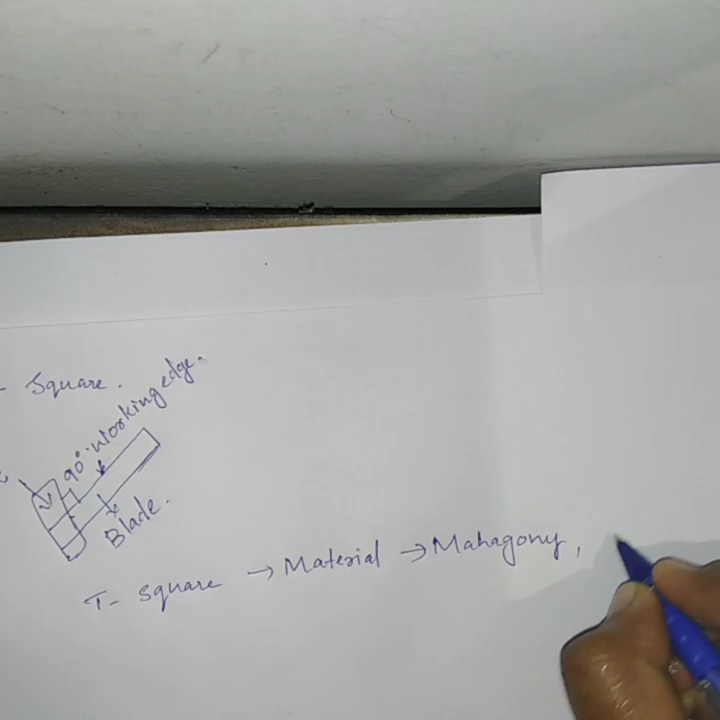 - Square.
90° working edge.
Blade.
T- square → Material → Mahagony,